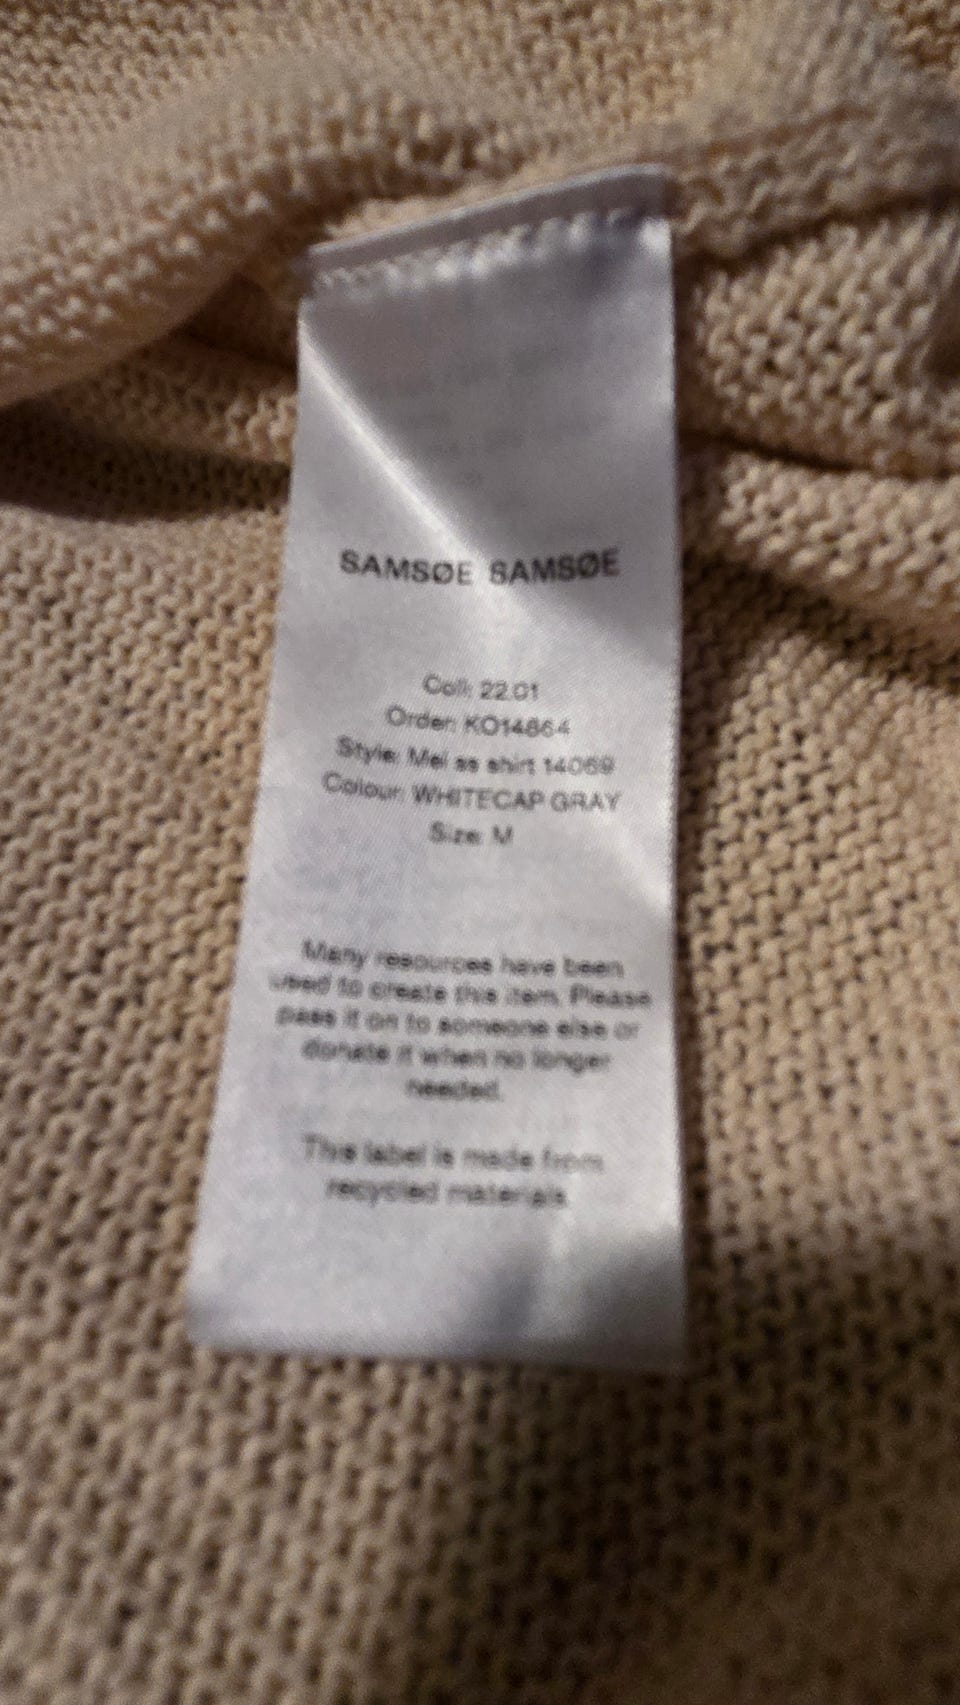 SAMSØE SAMSØE
Coll: 22.01
Order: KO14864
Style: Mel ss shirt 14069
Colour: WHITECAP GRAY
Size: M
Many resources have been
used to create this item. Please
pass it on to someone else or
donate it when no longer
needed.
This label is made from
recycled materials